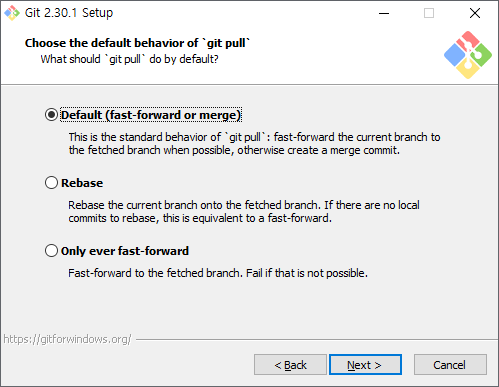 Git 2.30.1 Setup
Choose the default behavior of `git pull`
What should `git pull` do by default?
Default (fast-forward or merge)
This is the standard behavior of `git pull`: fast-forward the current branch to
the fetched branch when possible, otherwise create a merge commit.
Rebase
Rebase the current branch onto the fetched branch. If there are no local
commits to rebase, this is equivalent to a fast-forward.
Only ever fast-forward
Fast-forward to the fetched branch. Fail if that is not possible.
https://gitforwindows.org/
< Back
Next >
Cancel